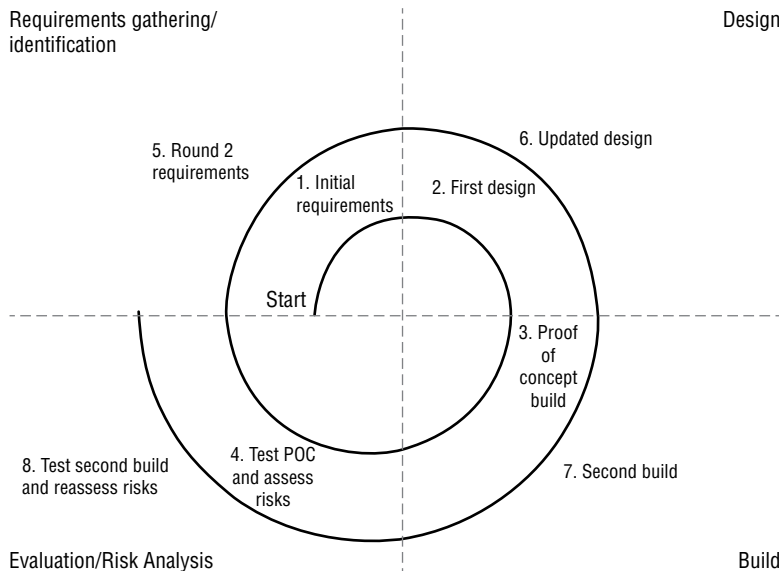 Requirements gathering/
identification
Design
5. Round 2
requirements
6. Updated design
1. Initial
requirements
2. First design
Start
3. Proof
of
concept
build
4. Test POC
and assess
risks
8. Test second build
and reassess risks
7. Second build
Evaluation/Risk Analysis
Build